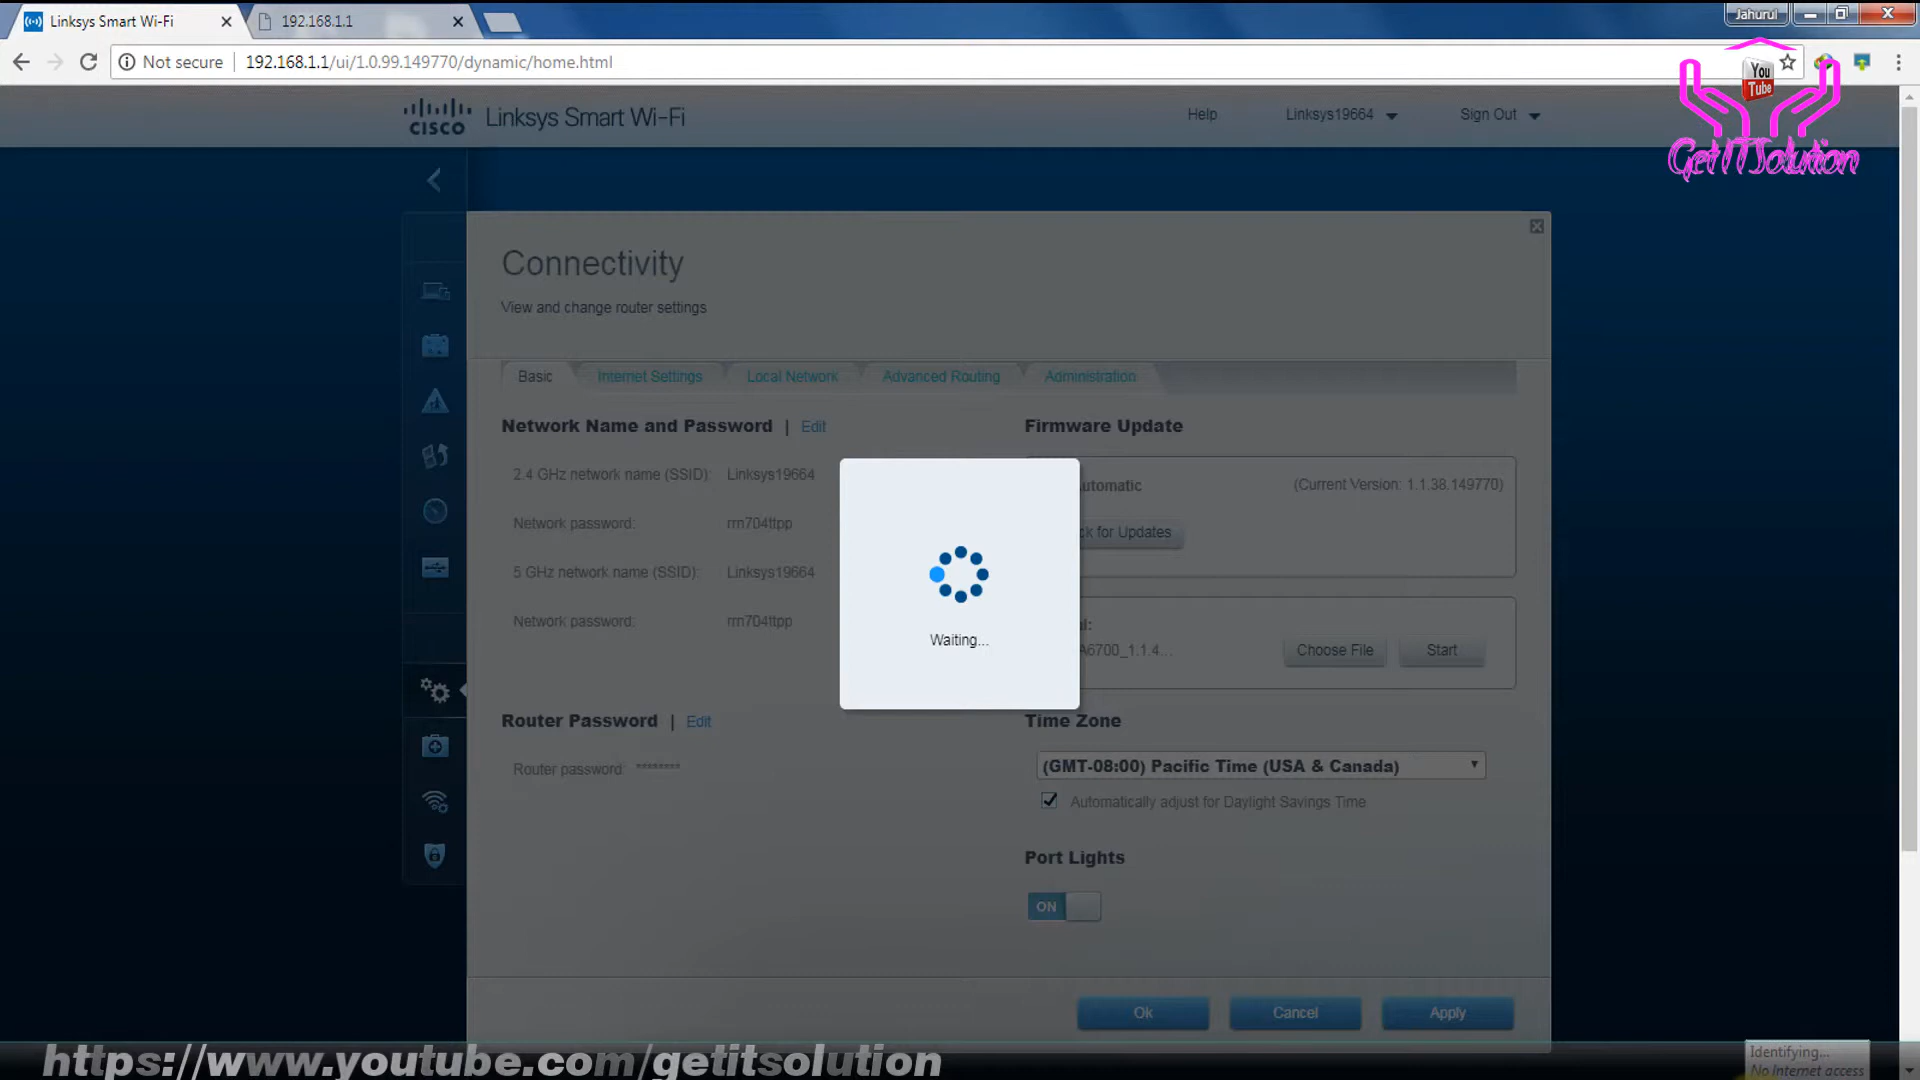 Linksys Smart Wi-Fi
192.168.1.1
Jahurul
Not secure
192.168.1.1/ui/1.0.99.149770/dynamic/home.html
You
Tube
GetITSolution
CISCO
Linksys Smart Wi-Fi
Help
Linksys19664
Sign Out
Connectivity
View and change router settings
Basic
Internet Settings
Local Network
Advanced Routing
Administration
Network Name and Password | Edit
2.4 GHz network name (SSID): Linksys19664
Network password: rrn704ttpp
5 GHz network name (SSID): Linksys19664
Network password: rrn704ttpp
Router Password | Edit
Router password: ********
Firmware Update
utomatic
(Current Version: 1.1.38.149770)
ck for Updates
l:
A6700_1.1.4...
Choose File
Start
Time Zone
(GMT-08:00) Pacific Time (USA & Canada)
Automatically adjust for Daylight Savings Time
Port Lights
ON
Waiting...
Ok
Cancel
Apply
https://www.youtube.com/getitsolution
Identifying...
No Internet access